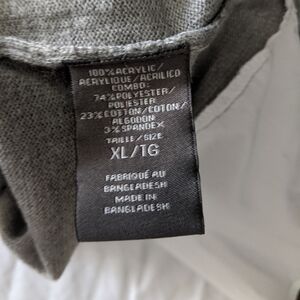 100% ACRYLIC/
ACRYLIQUE/ACRILICO
COMBO:
74% POLYESTER/
POLIESTER
23% COTTON/COTON/
ALGODON
3% SPANDEX
TAILLE/SIZE
XL/TG
FABRIQUÉ AU
BANGLADESH
MADE IN
BANGLADESH